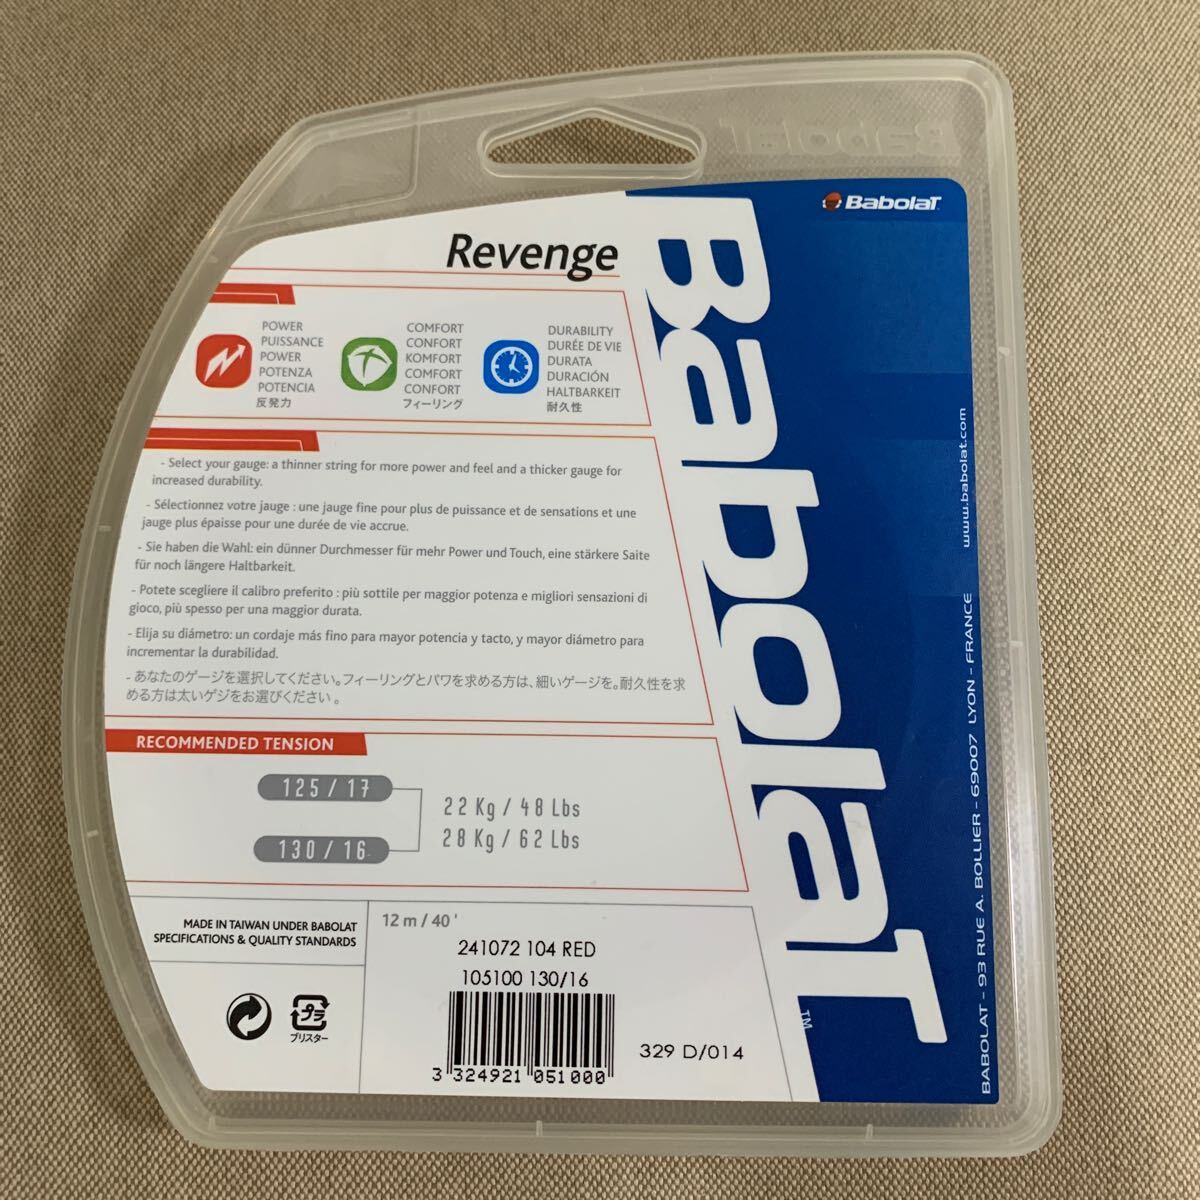 BabolaT
BabolaT
BabolaT
TM
Revenge
POWER
PUISSANCE
POWER
POTENZA
POTENCIA
反発力
COMFORT
CONFORT
KOMFORT
COMFORT
CONFORT
フィーリング
DURABILITY
DURÉE DE VIE
DURATA
DURACIÓN
HALTBARKEIT
耐久性
- Select your gauge: a thinner string for more power and feel and a thicker gauge for
increased durability.
- Sélectionnez votre jauge : une jauge fine pour plus de puissance et de sensations et une
jauge plus épaisse pour une durée de vie accrue.
- Sie haben die Wahl: ein dünner Durchmesser für mehr Power und Touch, eine stärkere Saite
für noch längere Haltbarkeit.
- Potete scegliere il calibro preferito : più sottile per maggior potenza e migliori sensazioni di
gioco, più spesso per una maggior durata.
- Elija su diámetro: un cordaje más fino para mayor potencia y tacto, y mayor diámetro para
incrementar la durabilidad.
- あなたのゲージを選択してください。フィーリングとパワを求める方は、細いゲージを。耐久性を求
める方は太いゲジをお選びください 。
RECOMMENDED TENSION
125 / 17
130 / 16
22 Kg / 48 Lbs
28 Kg / 62 Lbs
MADE IN TAIWAN UNDER BABOLAT
SPECIFICATIONS & QUALITY STANDARDS
プラ
ブリスター
12 m / 40 '
241072 104 RED
105100 130/16
3 324921 051000
329 D/014
BABOLAT - 93 RUE A. BOLLIER - 69007 LYON - FRANCE www.babolat.com